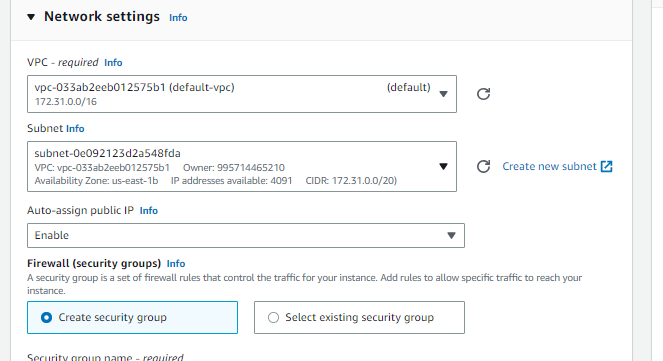 Network settings Info
VPC - required Info
vpc-033ab2eeb012575b1 (default-vpc) (default)
172.31.0.0/16
Subnet Info
subnet-0e092123d2a548fda
VPC: vpc-033ab2eeb012575b1 Owner: 995714465210
Availability Zone: us-east-1b IP addresses available: 4091 CIDR: 172.31.0.0/20)
Create new subnet
Auto-assign public IP Info
Enable
Firewall (security groups) Info
A security group is a set of firewall rules that control the traffic for your instance. Add rules to allow specific traffic to reach your
instance.
Create security group Select existing security group
Security group name - required